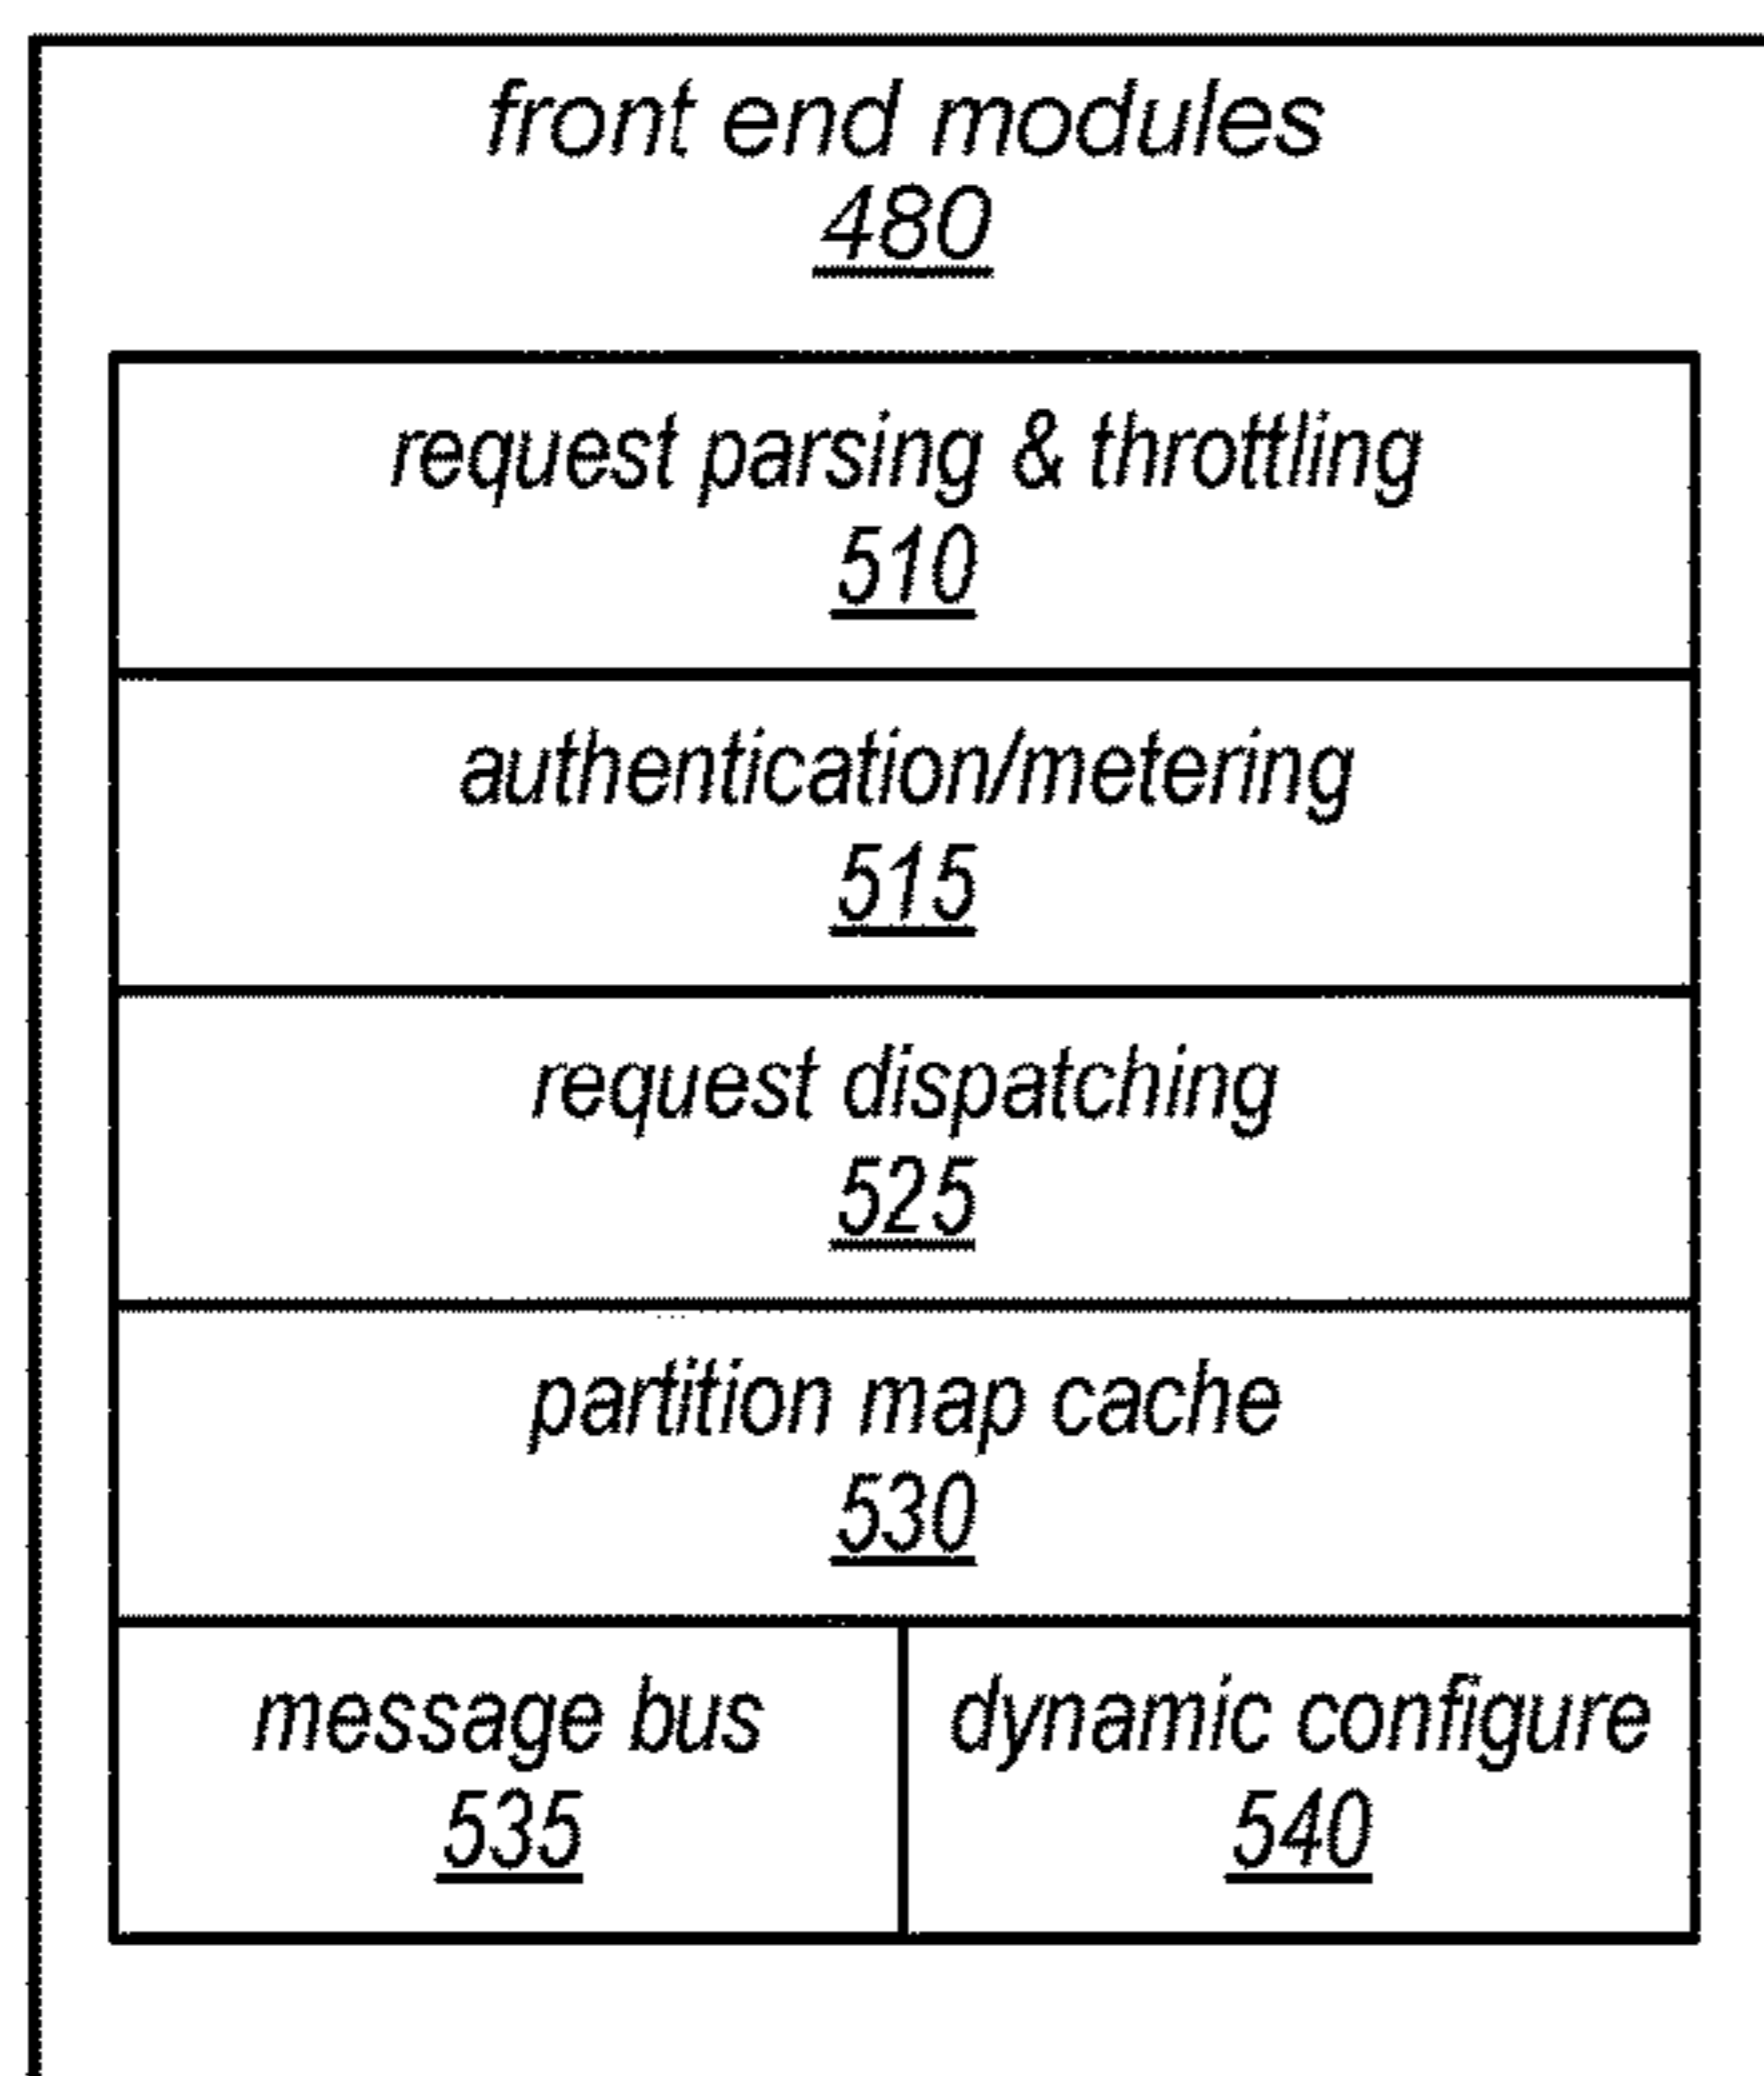 front end modules
480
request parsing & throttling
510
authentication/metering
515
request dispatching
525
partition map cache
530
message bus
535
dynamic configure
540